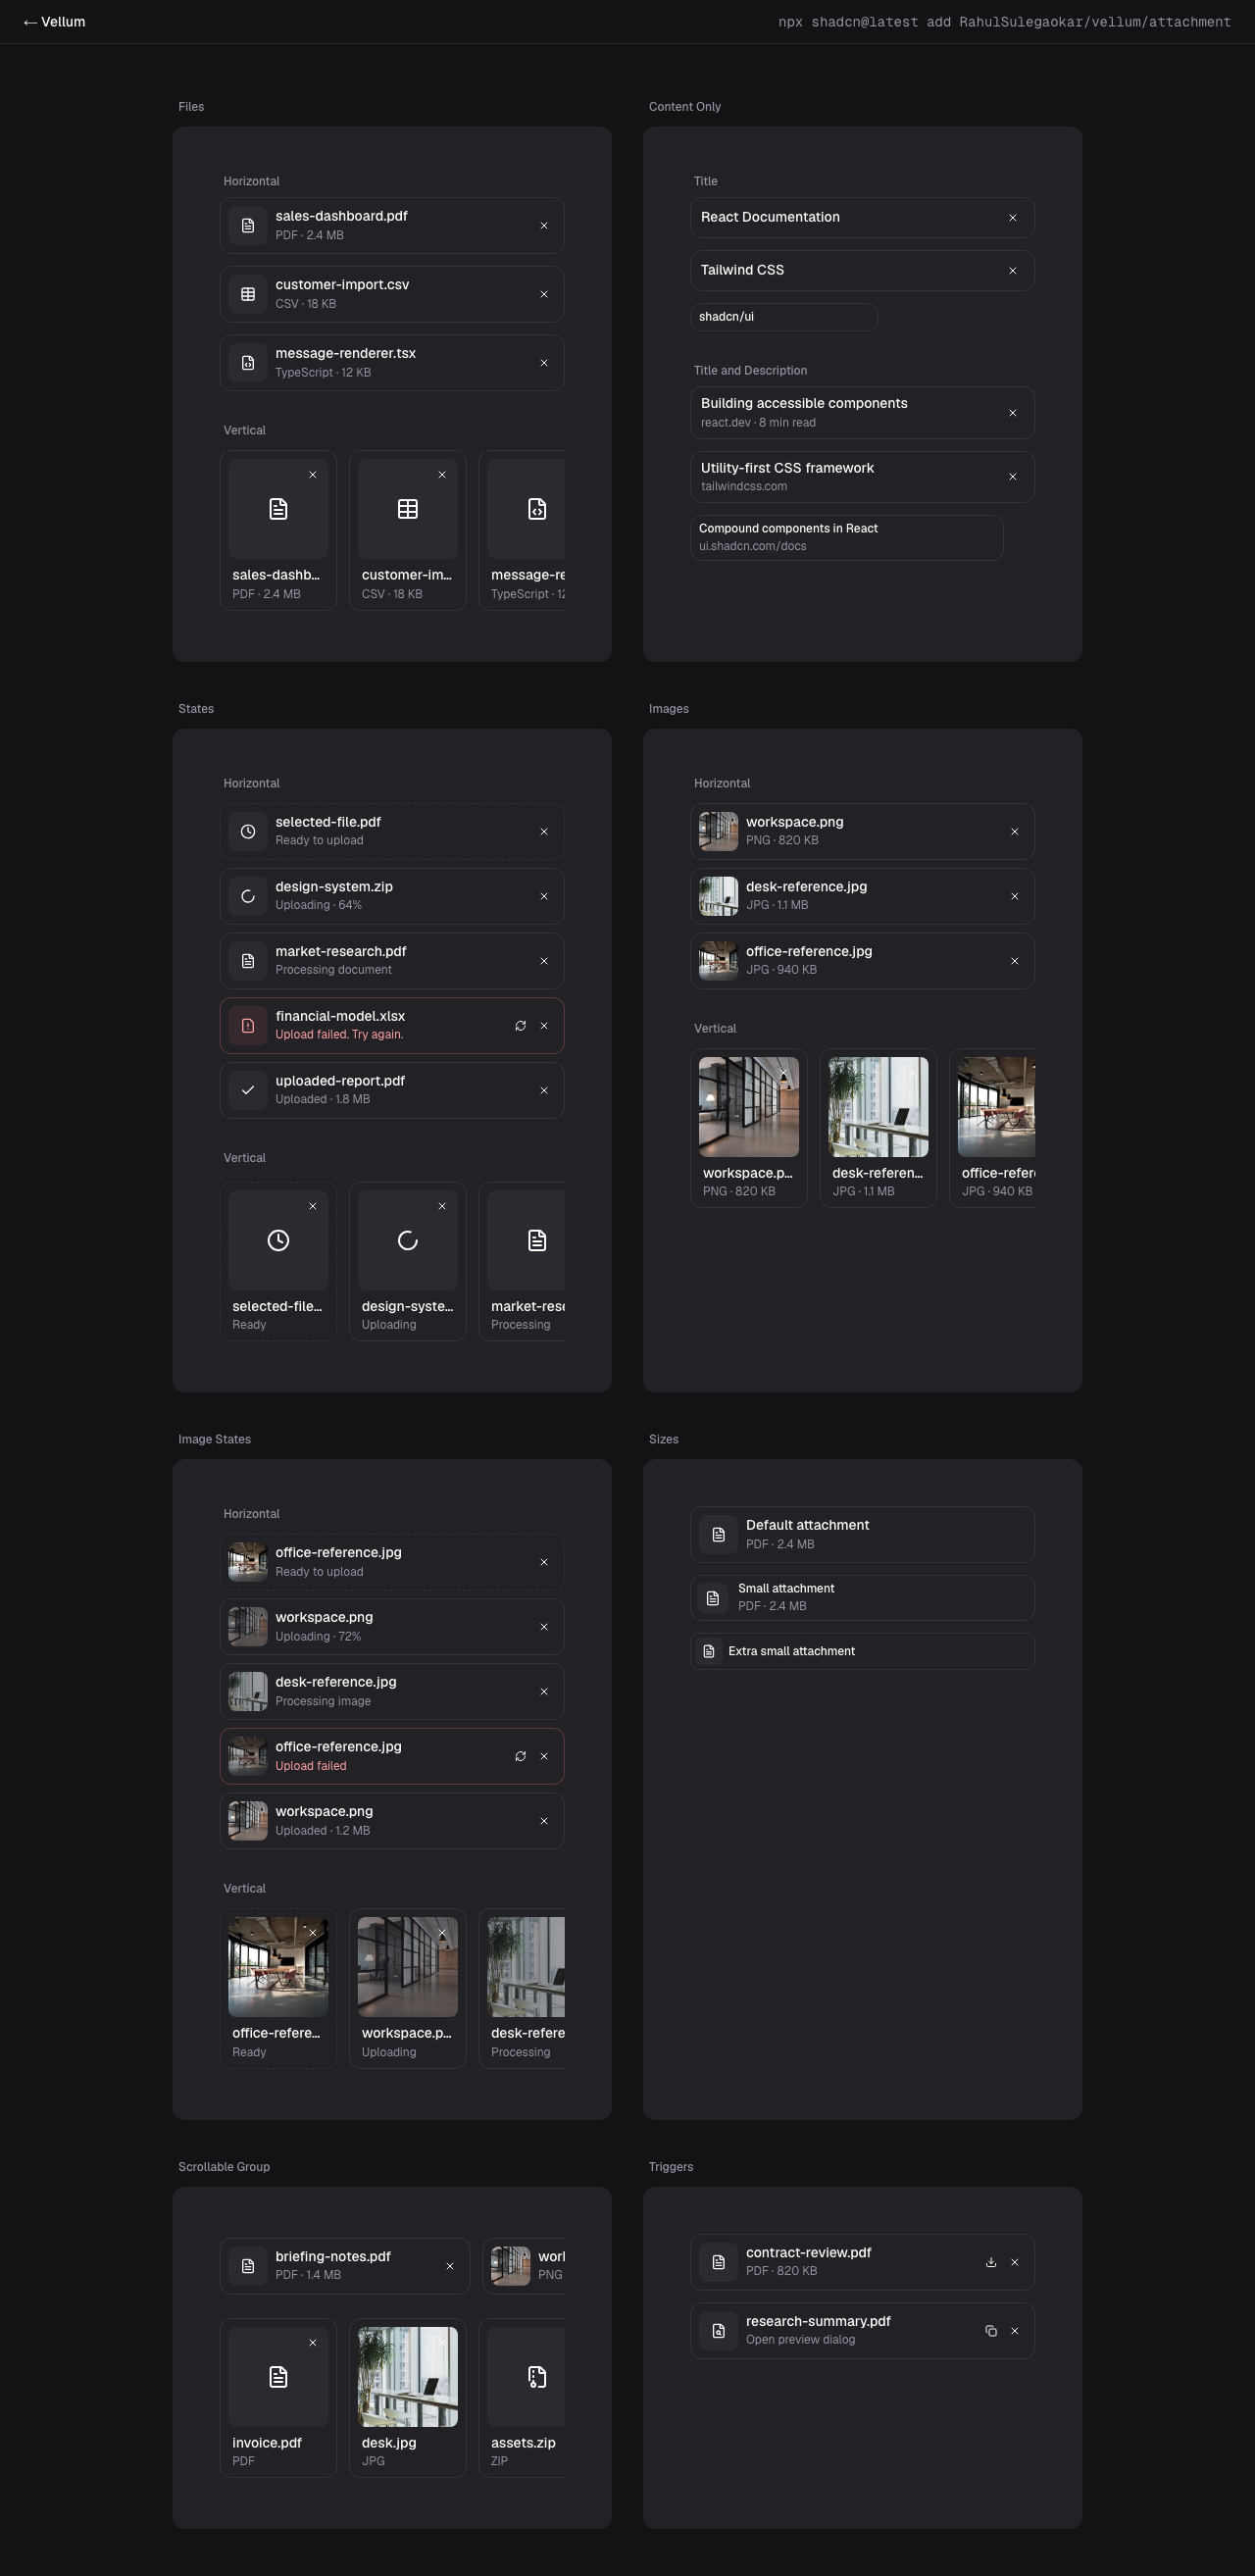 ← Vellum
npx shadcn@latest add RahulSulegaokar/vellum/attachment
Files
Horizontal
sales-dashboard.pdf
PDF · 2.4 MB
customer-import.csv
CSV · 18 KB
message-renderer.tsx
TypeScript · 12 KB
Vertical
sales-dashb...
PDF · 2.4 MB
customer-im...
CSV · 18 KB
message-re
TypeScript · 12
Content Only
Title
React Documentation
Tailwind CSS
shadcn/ui
Title and Description
Building accessible components
react.dev · 8 min read
Utility-first CSS framework
tailwindcss.com
Compound components in React
ui.shadcn.com/docs
States
Horizontal
selected-file.pdf
Ready to upload
design-system.zip
Uploading · 64%
market-research.pdf
Processing document
financial-model.xlsx
Upload failed. Try again.
uploaded-report.pdf
Uploaded · 1.8 MB
Vertical
selected-file...
Ready
design-syste...
Uploading
market-rese
Processing
Images
Horizontal
workspace.png
PNG · 820 KB
desk-reference.jpg
JPG · 1.1 MB
office-reference.jpg
JPG · 940 KB
Vertical
workspace.p...
PNG · 820 KB
desk-referen...
JPG · 1.1 MB
office-refere
JPG · 940 KB
Image States
Horizontal
office-reference.jpg
Ready to upload
workspace.png
Uploading · 72%
desk-reference.jpg
Processing image
office-reference.jpg
Upload failed
workspace.png
Uploaded · 1.2 MB
Vertical
office-refere...
Ready
workspace.p...
Uploading
desk-refere
Processing
Sizes
Default attachment
PDF · 2.4 MB
Small attachment
PDF · 2.4 MB
Extra small attachment
Scrollable Group
briefing-notes.pdf
PDF · 1.4 MB
work
PNG
invoice.pdf
PDF
desk.jpg
JPG
assets.zip
ZIP
Triggers
contract-review.pdf
PDF · 820 KB
research-summary.pdf
Open preview dialog